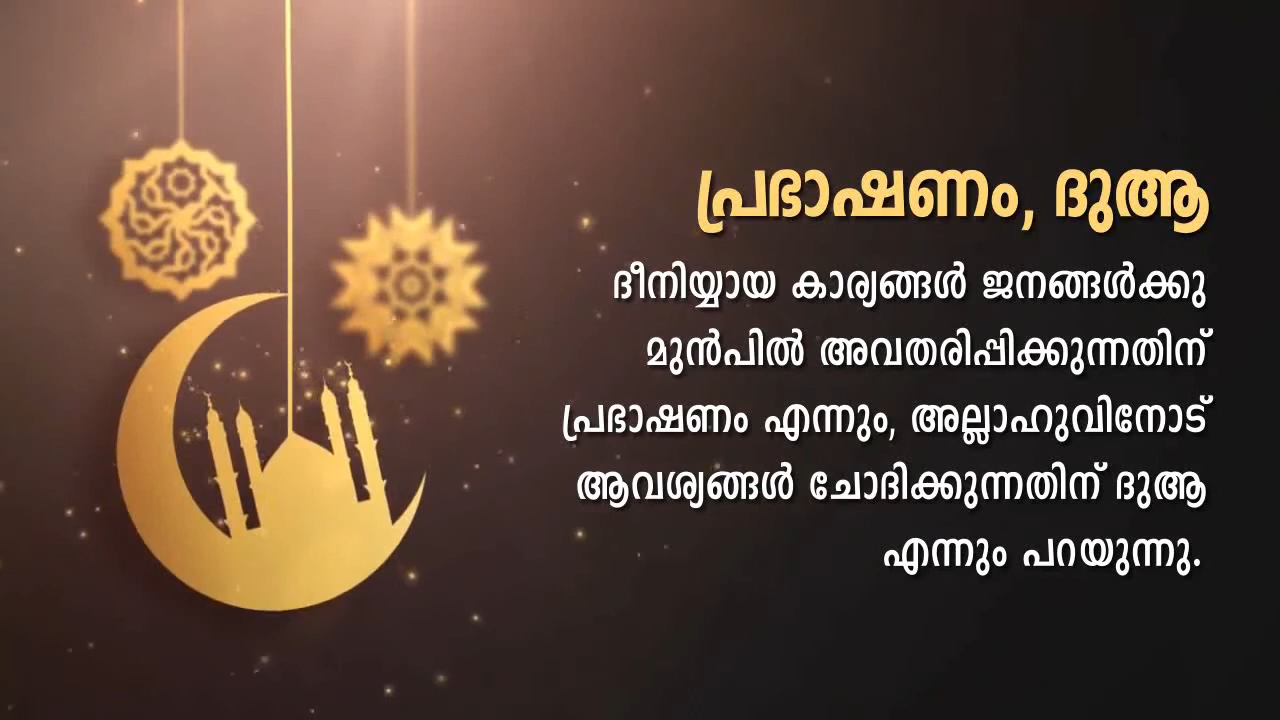 പ്രഭാഷണം, ദുആ
ദീനിയ്യായ കാര്യങ്ങൾ ജനങ്ങൾക്കു
മുൻപിൽ അവതരിപ്പിക്കുന്നതിന്
പ്രഭാഷണം എന്നും, അല്ലാഹുവിനോട്
ആവശ്യങ്ങൾ ചോദിക്കുന്നതിന് ദുആ
എന്നും പറയുന്നു.